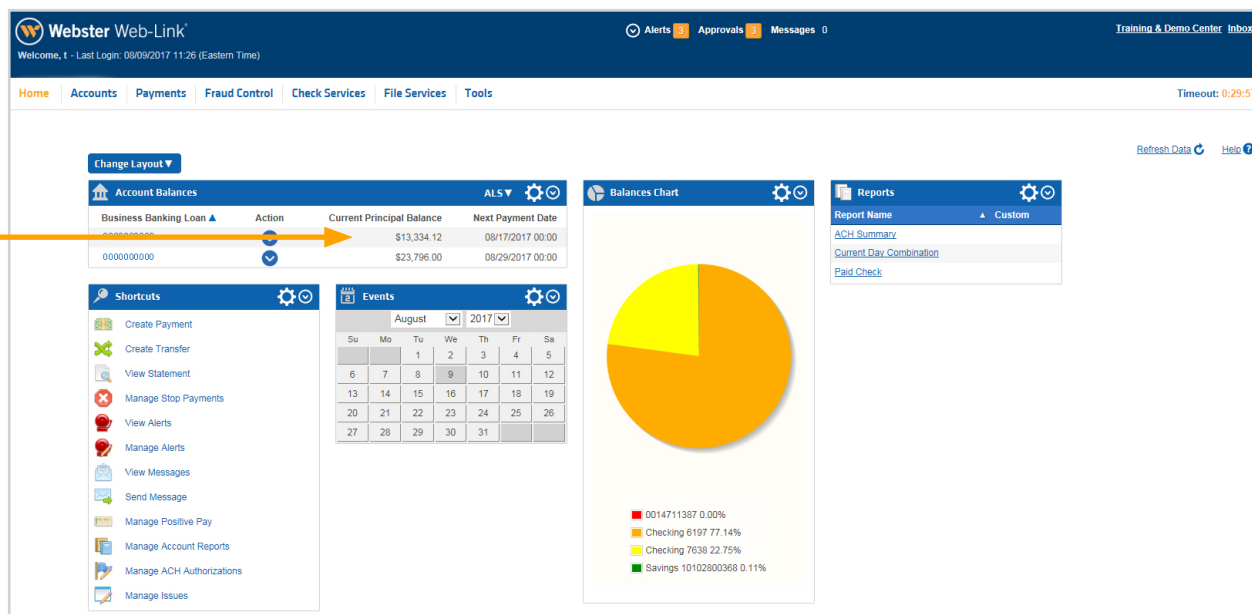 Webster Web-Link®
Alerts 3 Approvals 3 Messages 0
Training & Demo Center Inbox
Welcome, t - Last Login: 08/09/2017 11:26 (Eastern Time)
Home Accounts Payments Fraud Control Check Services File Services Tools
Timeout: 0:29:5
Refresh Data Help ?
Change Layout▼
Account Balances ALS▼
Business Banking Loan ▲ Action Current Principal Balance Next Payment Date
0000000000 $13,334.12 08/17/2017 00:00
0000000000 $23,796.00 08/29/2017 00:00
Balances Chart
0014711387 0.00%
Checking 6197 77.14%
Checking 7638 22.75%
Savings 10102800368 0.11%
Reports
Report Name ▲ Custom
ACH Summary
Current Day Combination
Paid Check
Shortcuts
Create Payment
Create Transfer
View Statement
Manage Stop Payments
View Alerts
Manage Alerts
View Messages
Send Message
Manage Positive Pay
Manage Account Reports
Manage ACH Authorizations
Manage Issues
Events
August 2017
Su Mo Tu We Th Fr Sa
1 2 3 4 5
6 7 8 9 10 11 12
13 14 15 16 17 18 19
20 21 22 23 24 25 26
27 28 29 30 31